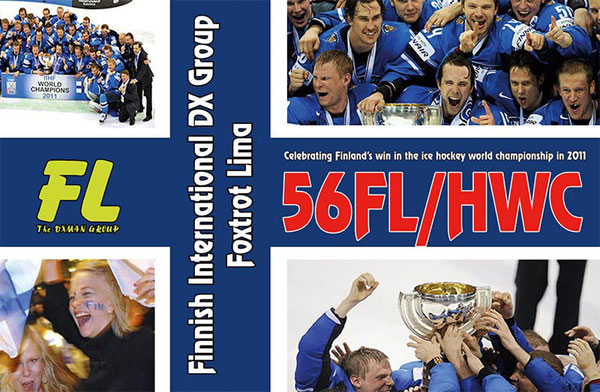 IIHF
WORLD
CHAMPIONS
2011
Finnish International DX Group
Foxtrot Lima
Celebrating Finland's win in the ice hockey world championship in 2011
56FL/HWC
FL
The DXMAN GROUP